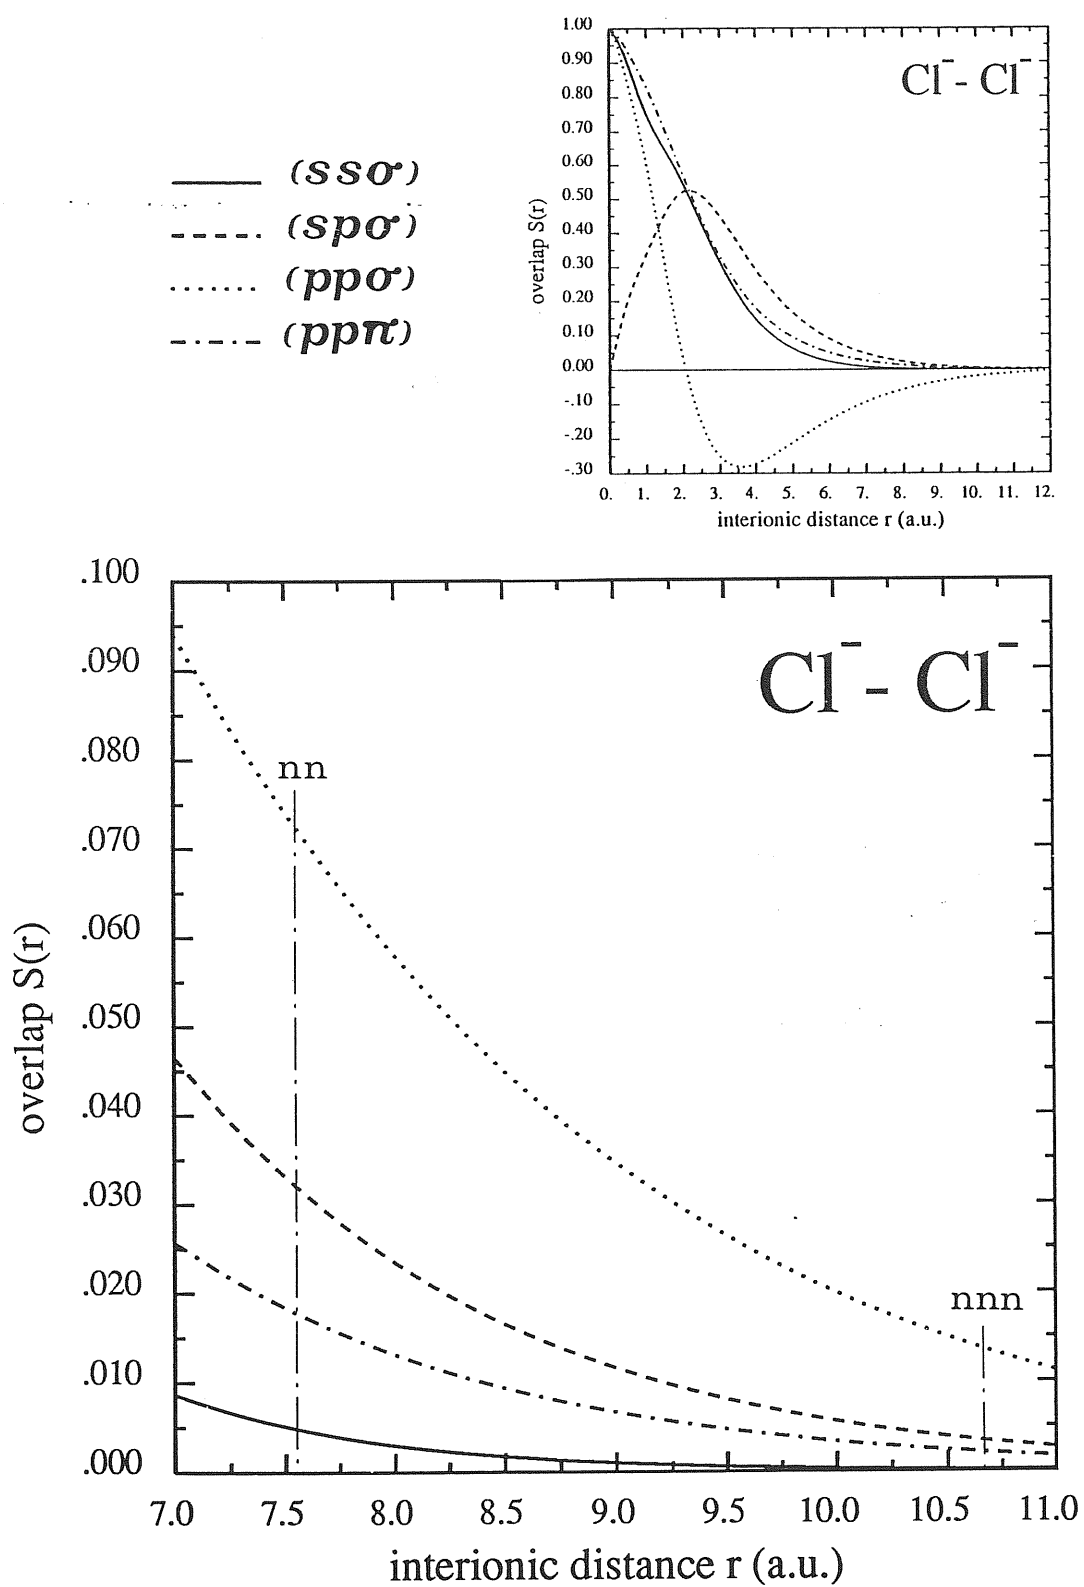 (ssσ)
(spσ)
(ppσ)
(ppπ)
1.00
0.90
0.80
0.70
0.60
0.50
0.40
0.30
0.20
0.10
0.00
-.10
-.20
-.30
overlap S(r)
Cl⁻- Cl⁻
0. 1. 2. 3. 4. 5. 6. 7. 8. 9. 10. 11. 12.
interionic distance r (a.u.)
.100
.090
.080
.070
.060
.050
.040
.030
.020
.010
.000
overlap S(r)
Cl⁻- Cl⁻
nn
nnn
7.0 7.5 8.0 8.5 9.0 9.5 10.0 10.5 11.0
interionic distance r (a.u.)